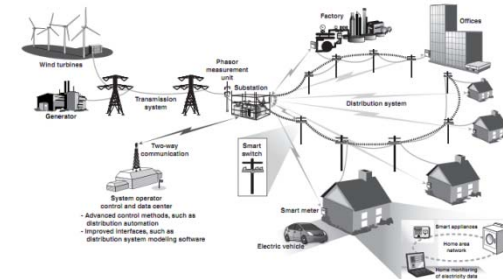 Factory
Offices
Wind turbines
Phasor
measurement
unit
Substation
Transmission
system
Generator
Distribution system
Two-way
communication
Smart
switch
System operator
control and data center
- Advanced control methods, such as
distribution automation
- Improved interfaces, such as
distribution system modeling software
Smart meter
Electric vehicle
Smart appliances
Home area
network
Home monitoring
of electricity data